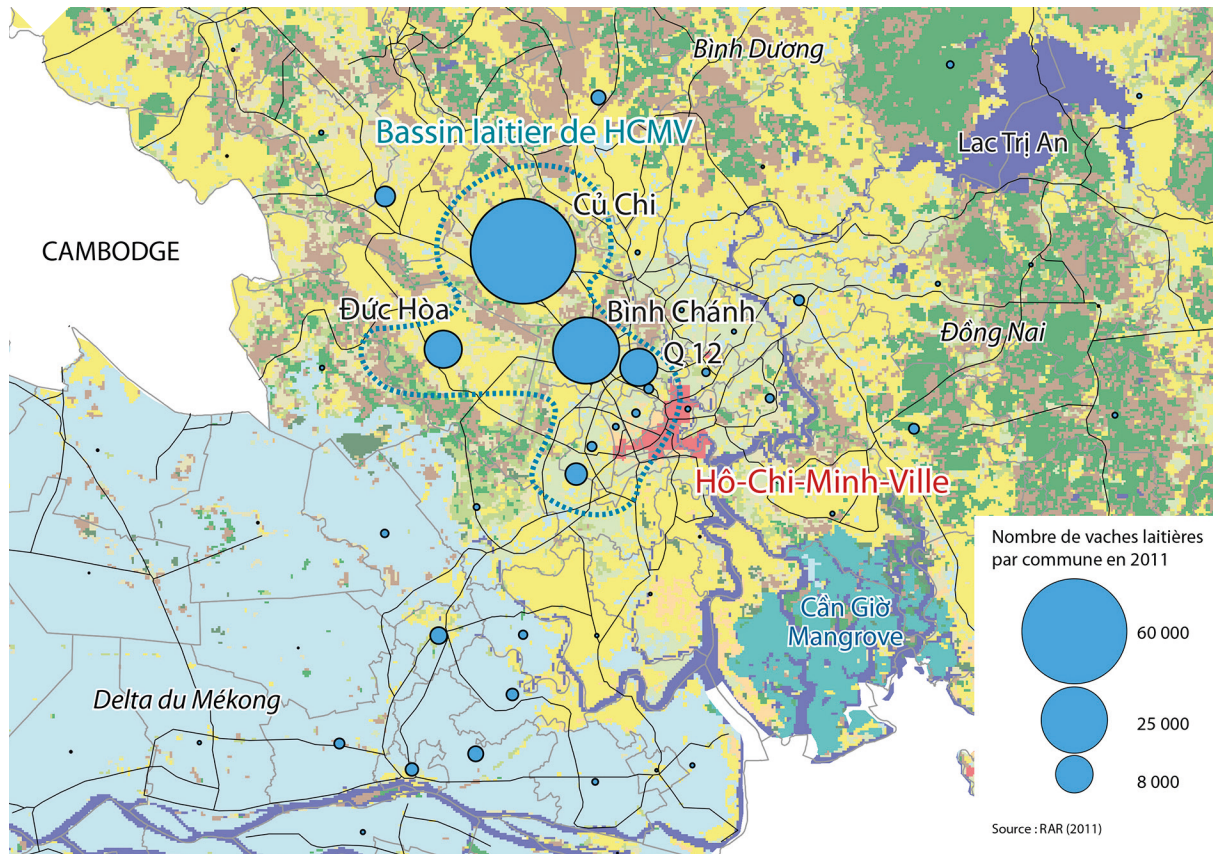 Bình Dương
Bassin laitier de HCMV
Lac Trị An
Củ Chi
CAMBODGE
Đức Hòa
Bình Chánh
Q 12
Đồng Nai
Hô-Chi-Minh-Ville
Cần Giờ
Mangrove
Delta du Mékong
Nombre de vaches laitières
par commune en 2011
60 000
25 000
8 000
Source : RAR (2011)